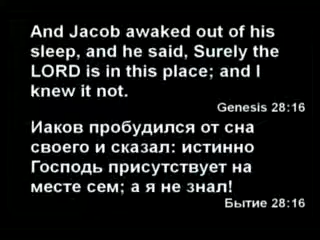 And Jacob awaked out of his
sleep, and he said, Surely the
LORD is in this place; and I
knew it not.
Genesis 28:16
Иаков пробудился от сна
своего и сказал: истинно
Господь присутствует на
месте сем; а я не знал!
Бытие 28:16